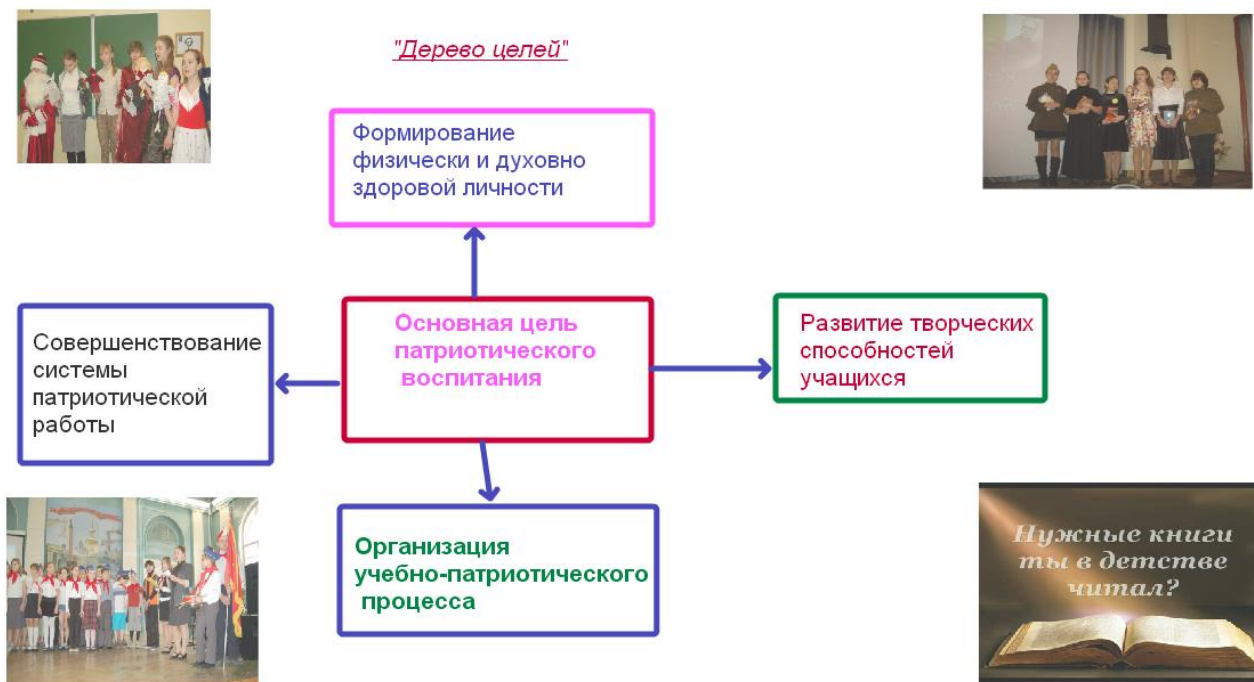 "Дерево целей"
Формирование
физически и духовно
здоровой личности
Совершенствование
системы
патриотической
работы
Основная цель
патриотического
воспитания
Развитие творческих
способностей
учащихся
Организация
учебно-патриотического
процесса
Нужные книги
ты в детстве
читал?